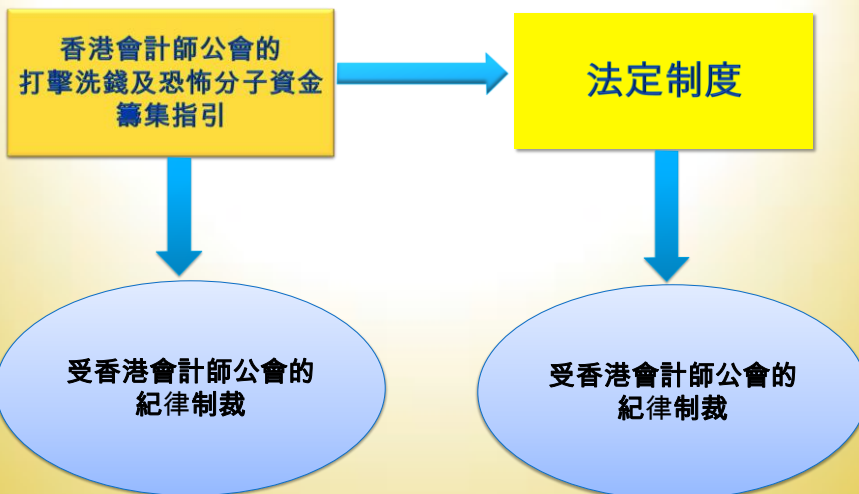 香港會計師公會的
打擊洗錢及恐怖分子資金
籌集指引
法定制度
受香港會計師公會的
紀律制裁
受香港會計師公會的
紀律制裁